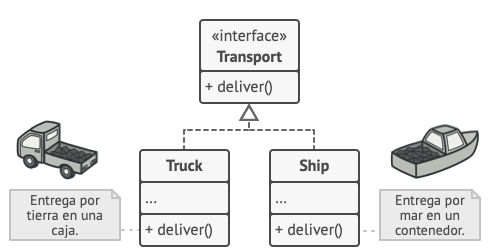 «interface»
Transport
+ deliver()
Truck
...
+ deliver()
Ship
...
+ deliver()
Entrega por
tierra en una
caja.
Entrega por
mar en un
contenedor.